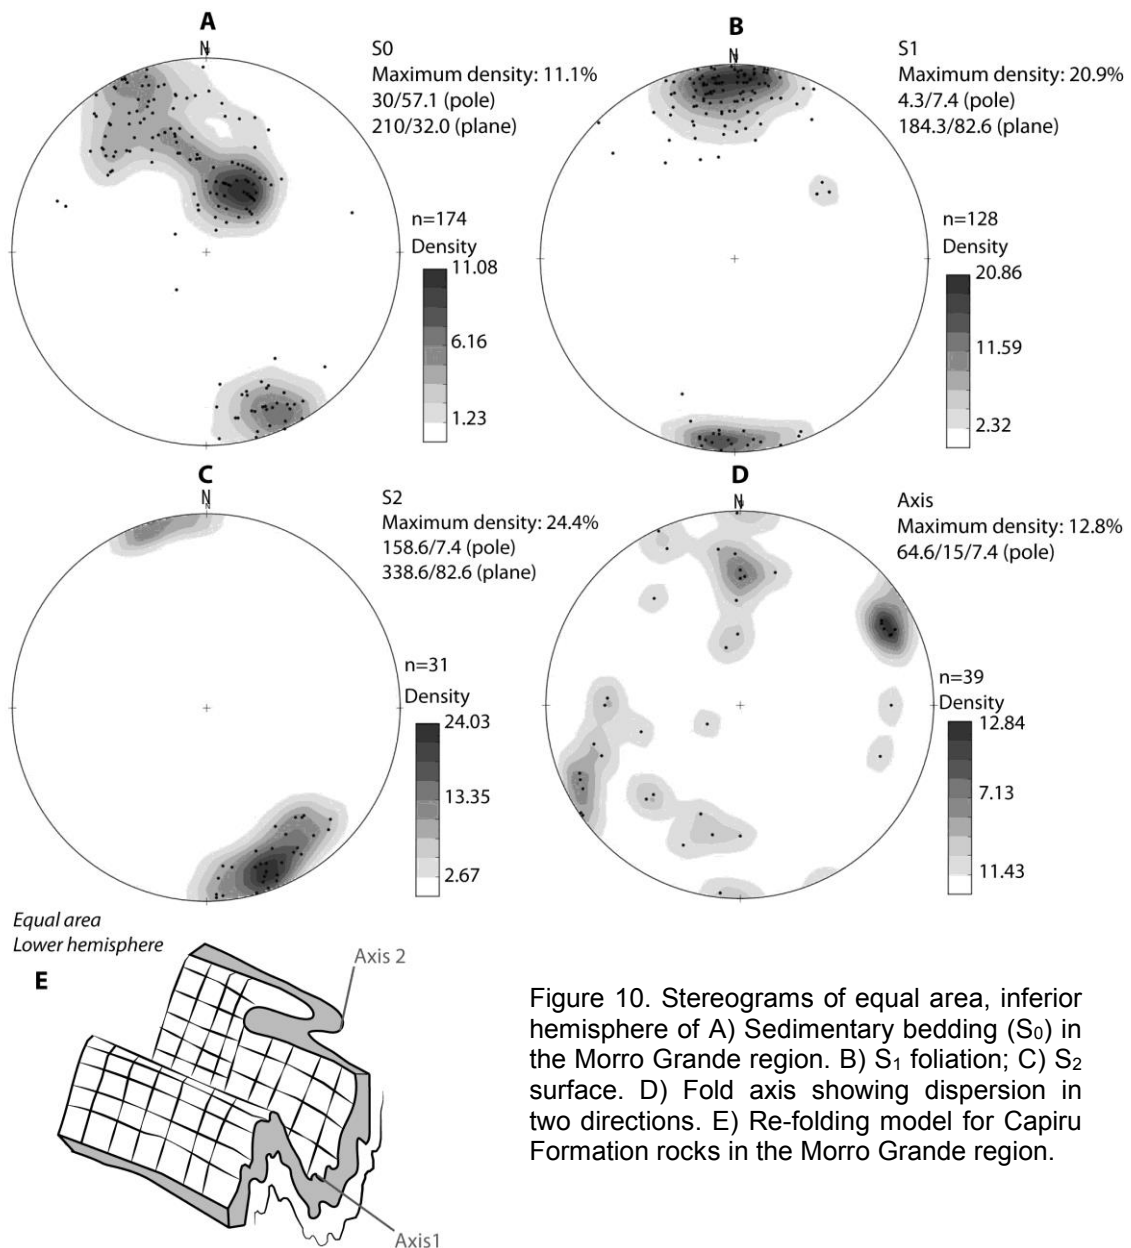 A
N
S0
Maximum density: 11.1%
30/57.1 (pole)
210/32.0 (plane)
n=174
Density
11.08
6.16
1.23
B
N
S1
Maximum density: 20.9%
4.3/7.4 (pole)
184.3/82.6 (plane)
n=128
Density
20.86
11.59
2.32
C
N
S2
Maximum density: 24.4%
158.6/7.4 (pole)
338.6/82.6 (plane)
n=31
Density
24.03
13.35
2.67
D
N
Axis
Maximum density: 12.8%
64.6/15/7.4 (pole)
n=39
Density
12.84
7.13
11.43
Equal area
Lower hemisphere
E
Axis 2
Axis1
Figure 10. Stereograms of equal area, inferior
hemisphere of A) Sedimentary bedding (S₀) in
the Morro Grande region. B) S₁ foliation; C) S₂
surface. D) Fold axis showing dispersion in
two directions. E) Re-folding model for Capiru
Formation rocks in the Morro Grande region.